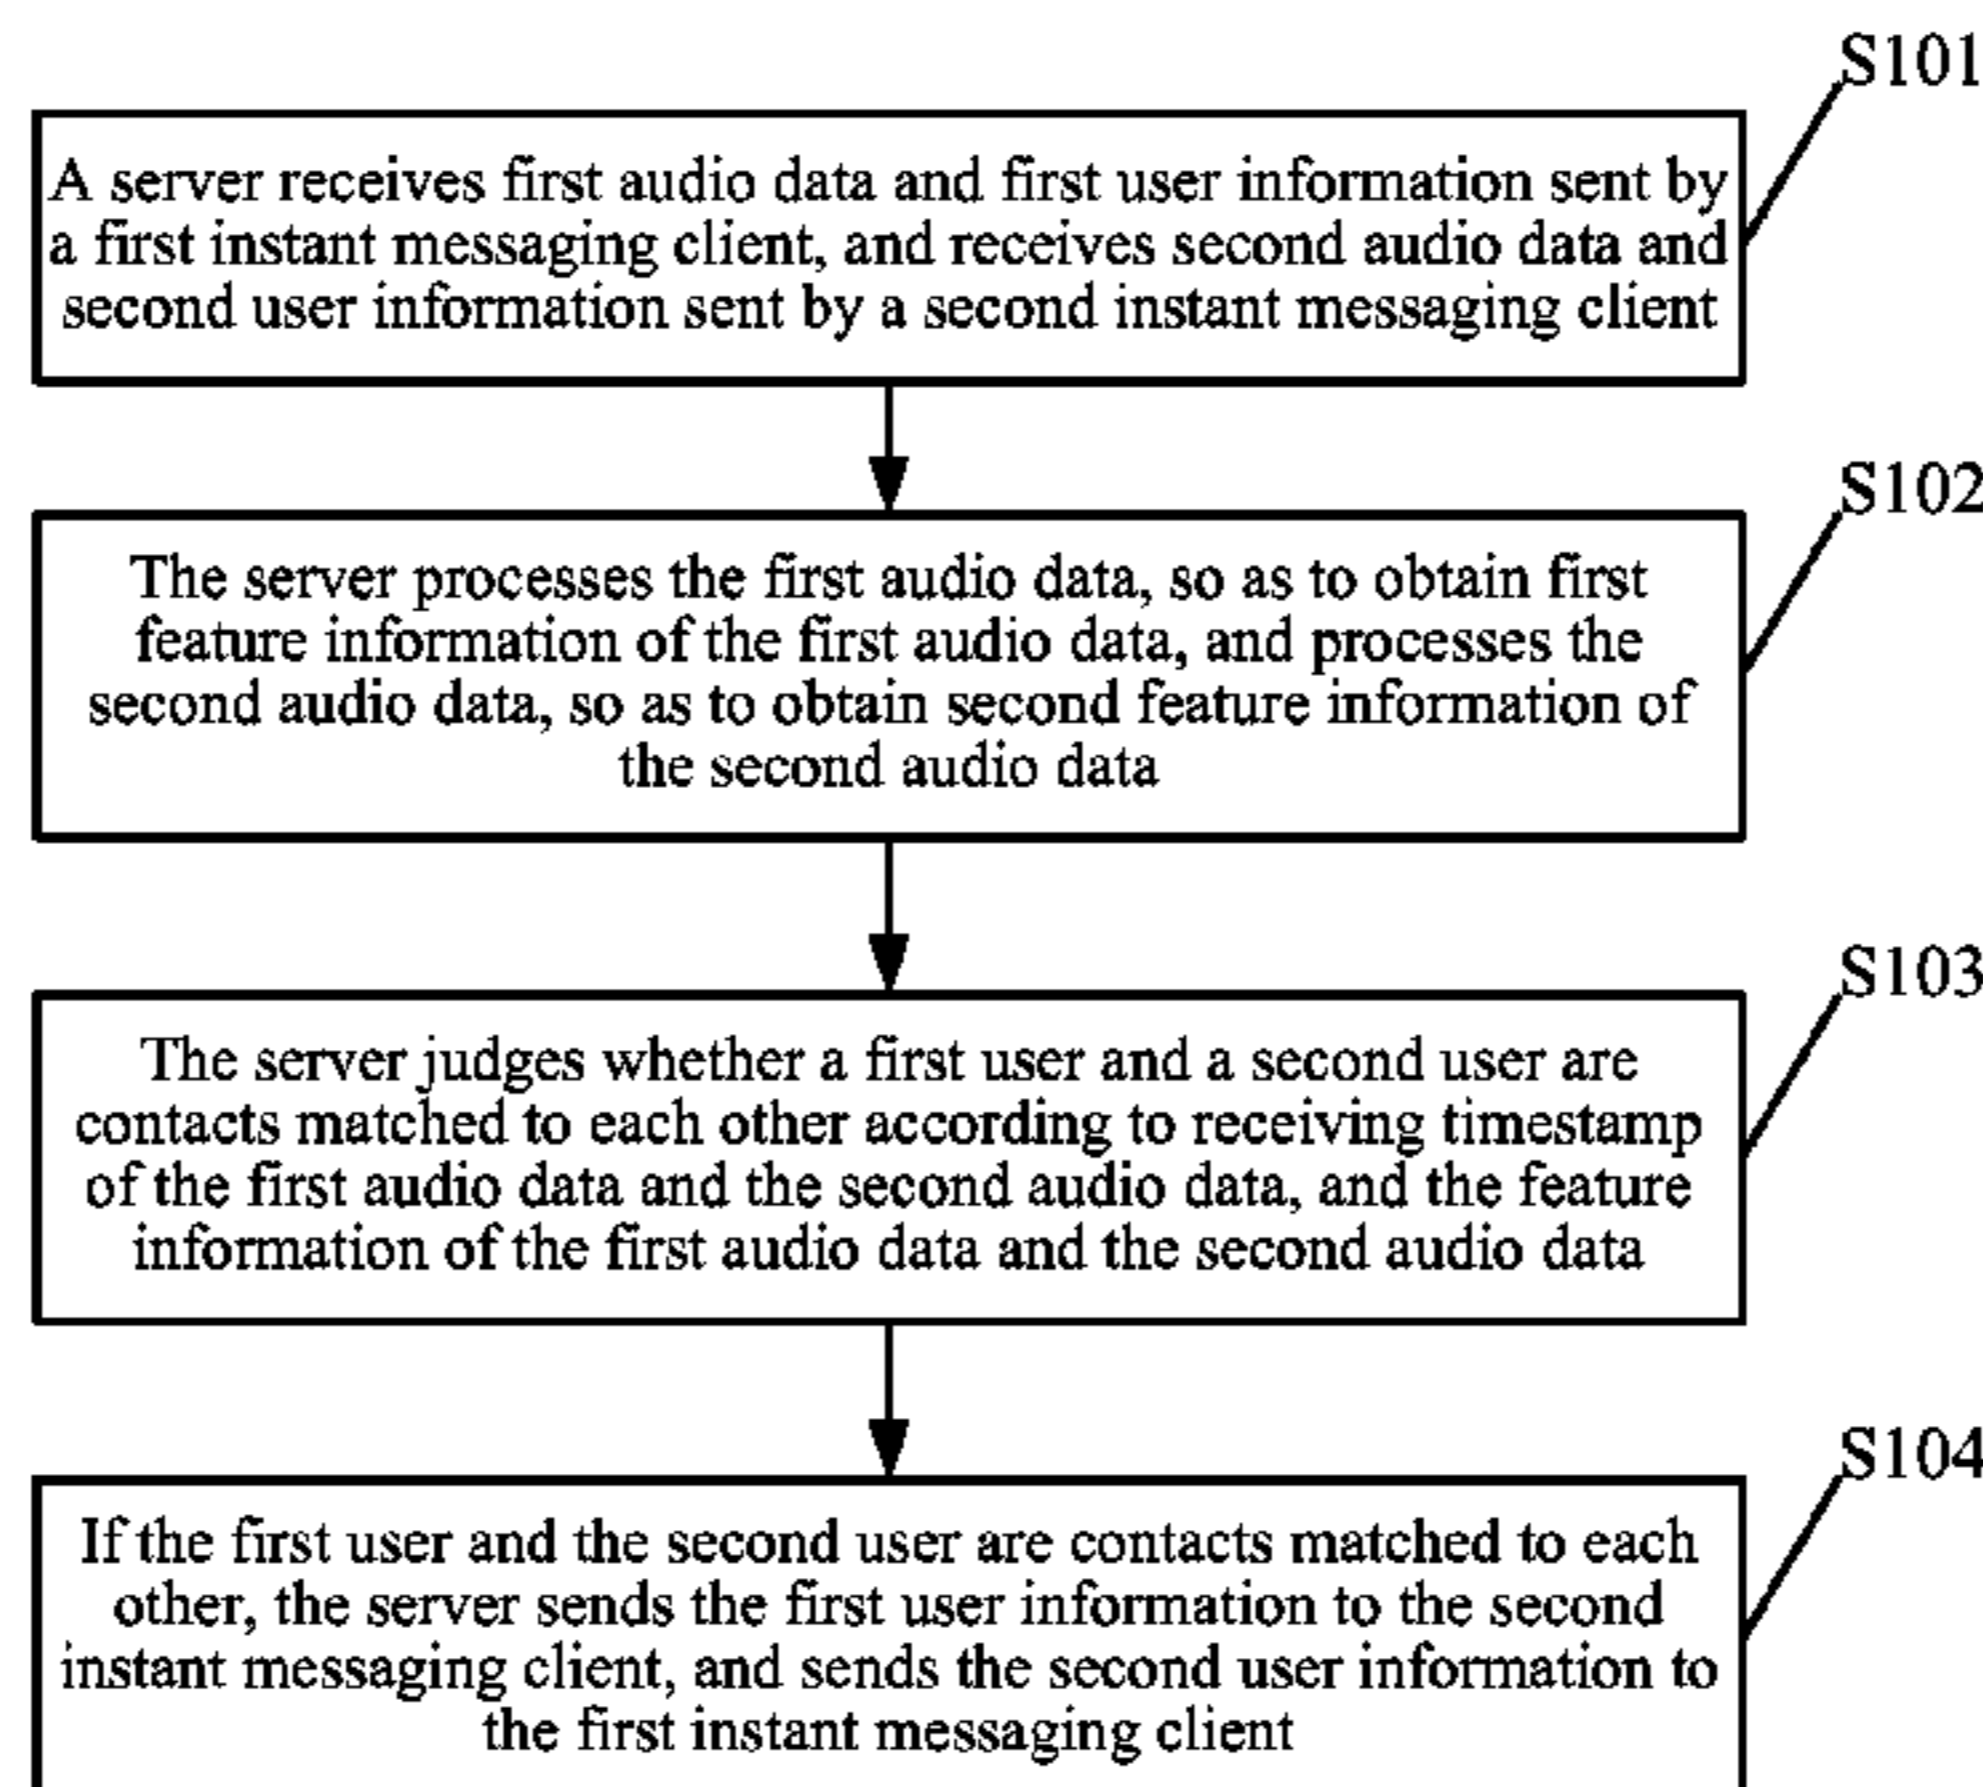 S101
A server receives first audio data and first user information sent by
a first instant messaging client, and receives second audio data and
second user information sent by a second instant messaging client
S102
The server processes the first audio data, so as to obtain first
feature information of the first audio data, and processes the
second audio data, so as to obtain second feature information of
the second audio data
S103
The server judges whether a first user and a second user are
contacts matched to each other according to receiving timestamp
of the first audio data and the second audio data, and the feature
information of the first audio data and the second audio data
S104
If the first user and the second user are contacts matched to each
other, the server sends the first user information to the second
instant messaging client, and sends the second user information to
the first instant messaging client